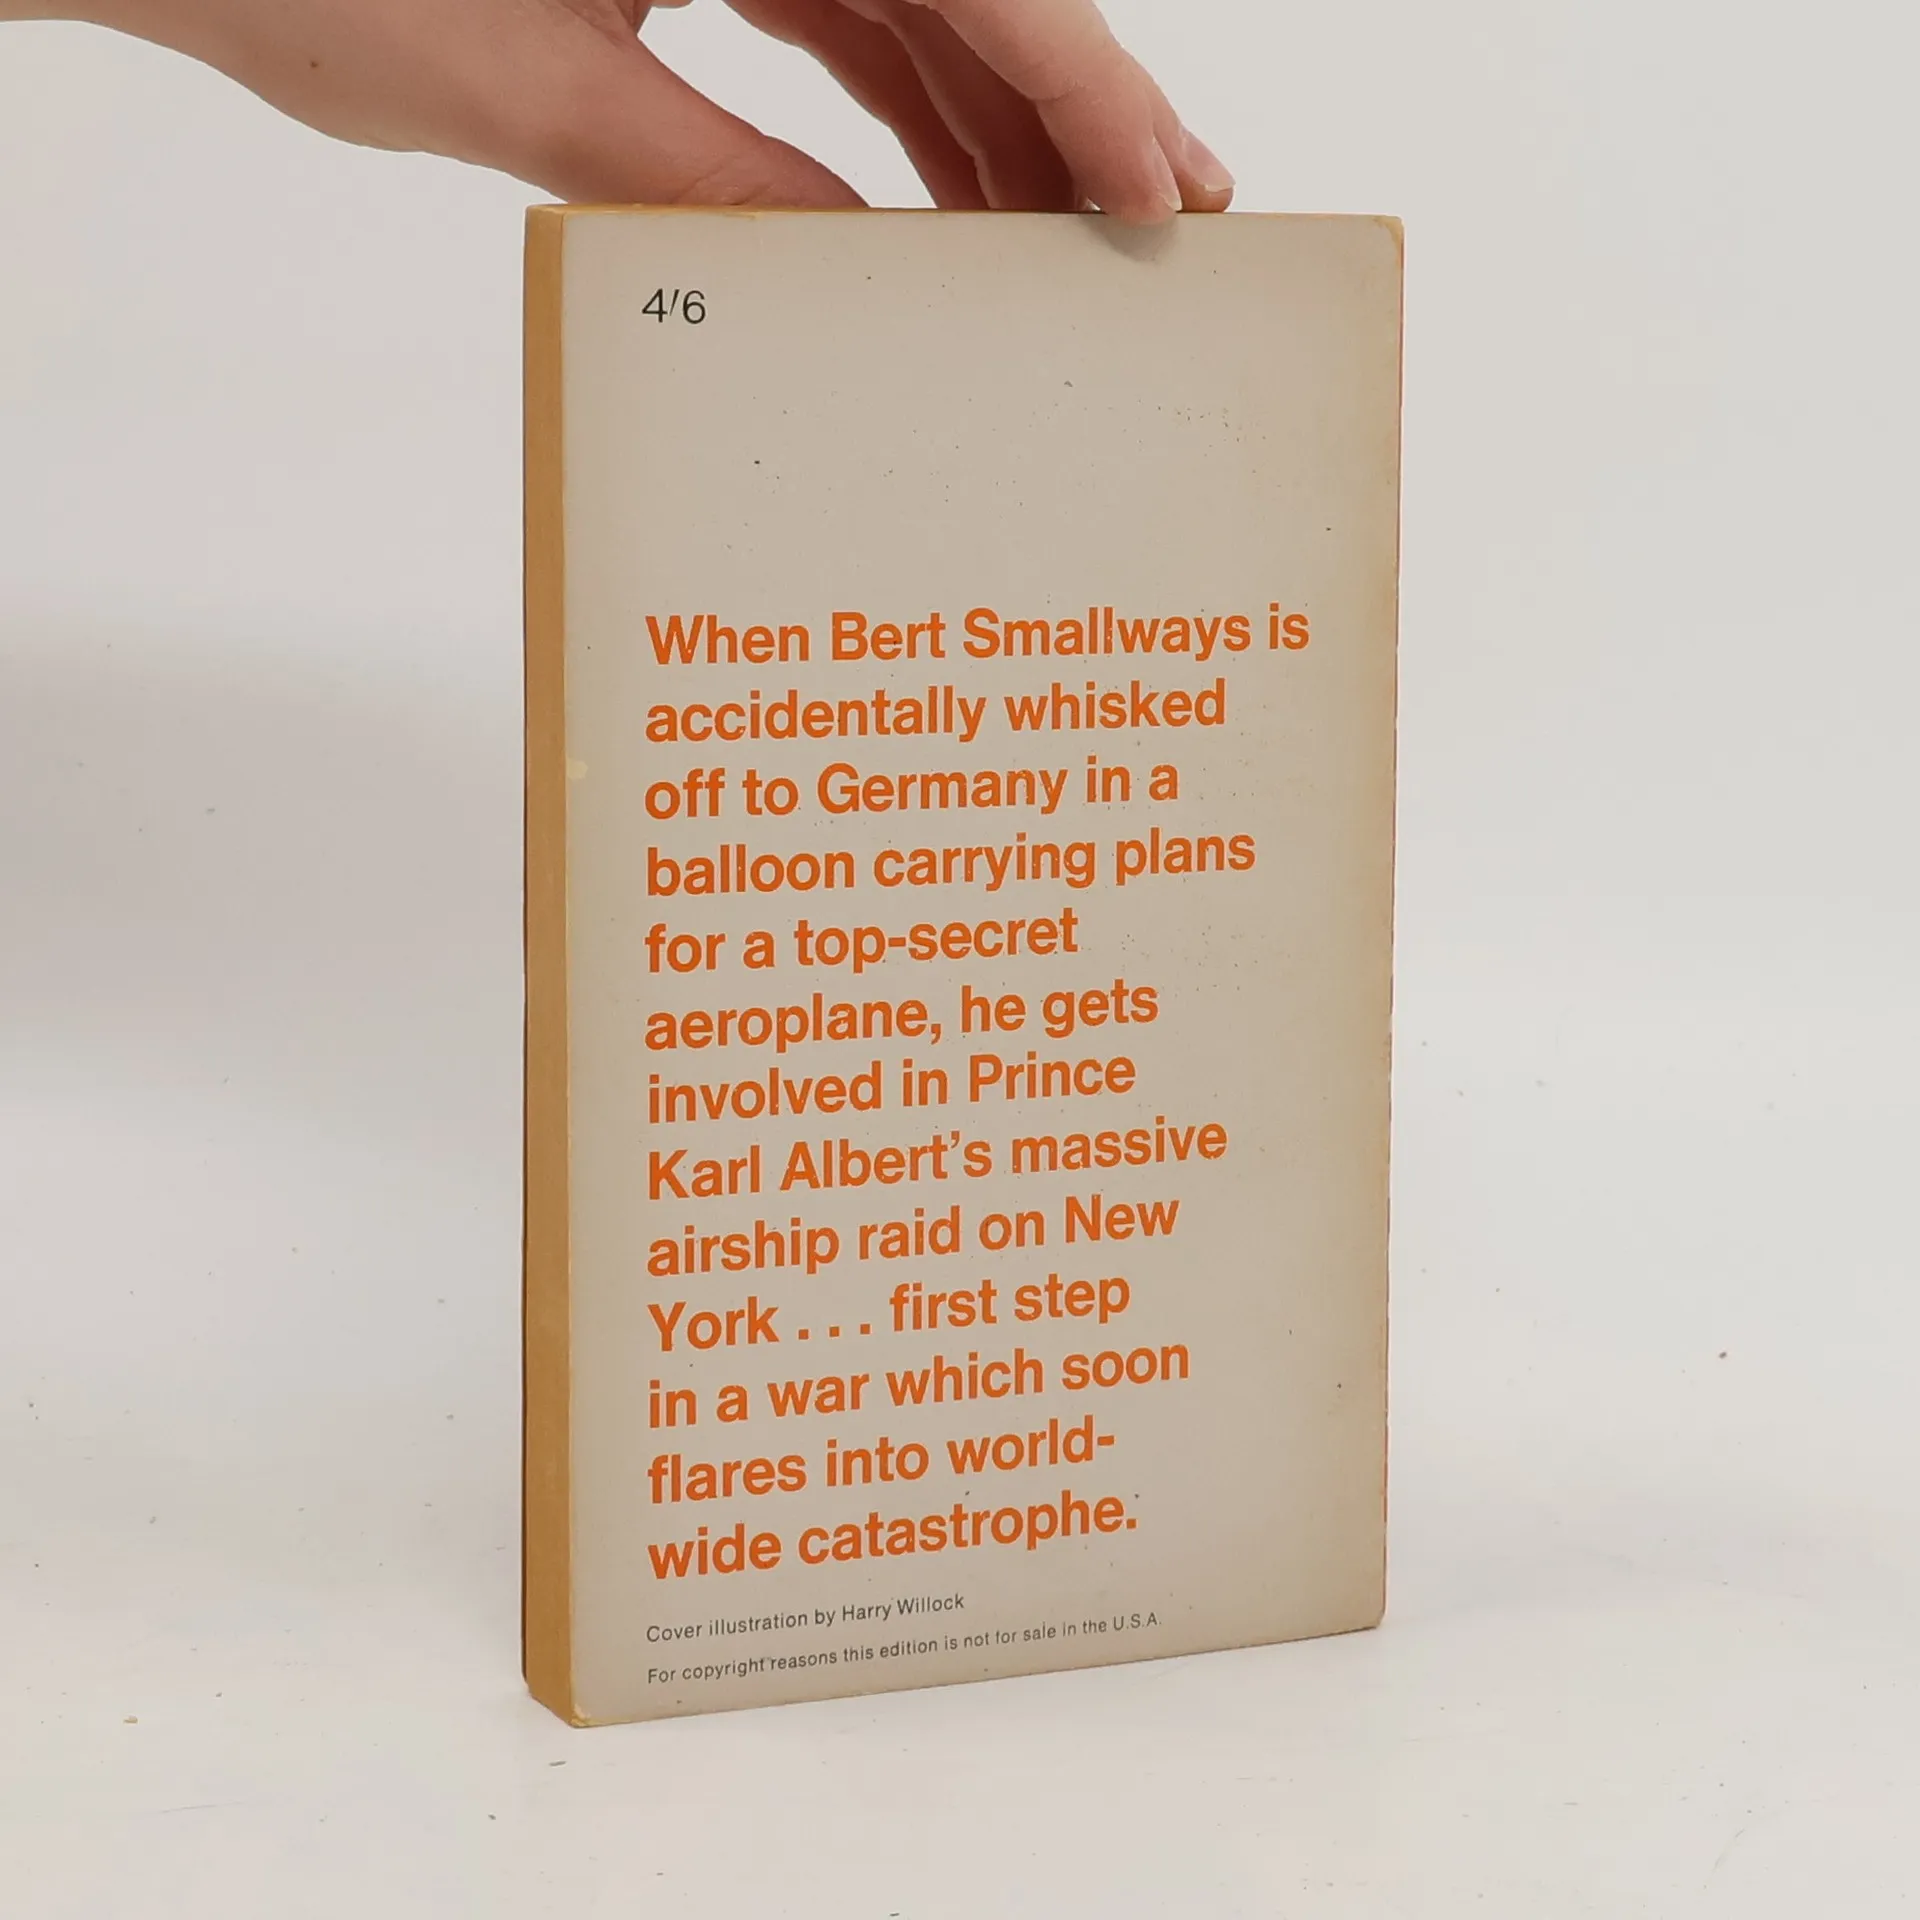 4/6
When Bert Smallways is
accidentally whisked
off to Germany in a
balloon carrying plans
for a top-secret
aeroplane, he gets
involved in Prince
Karl Albert’s massive
airship raid on New
York . . . first step
in a war which soon
flares into world-
wide catastrophe.
Cover illustration by Harry Willock
For copyright reasons this edition is not for sale in the U.S.A.